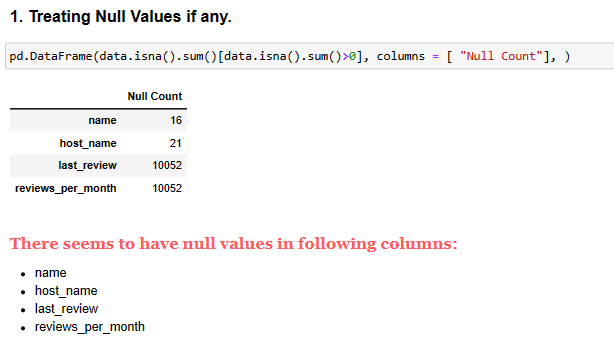 1. Treating Null Values if any.
pd.DataFrame(data.isna().sum()[data.isna().sum()>0], columns = [ "Null Count"], )
Null Count
name 16
host_name 21
last_review 10052
reviews_per_month 10052
There seems to have null values in following columns:
• name
• host_name
• last_review
• reviews_per_month